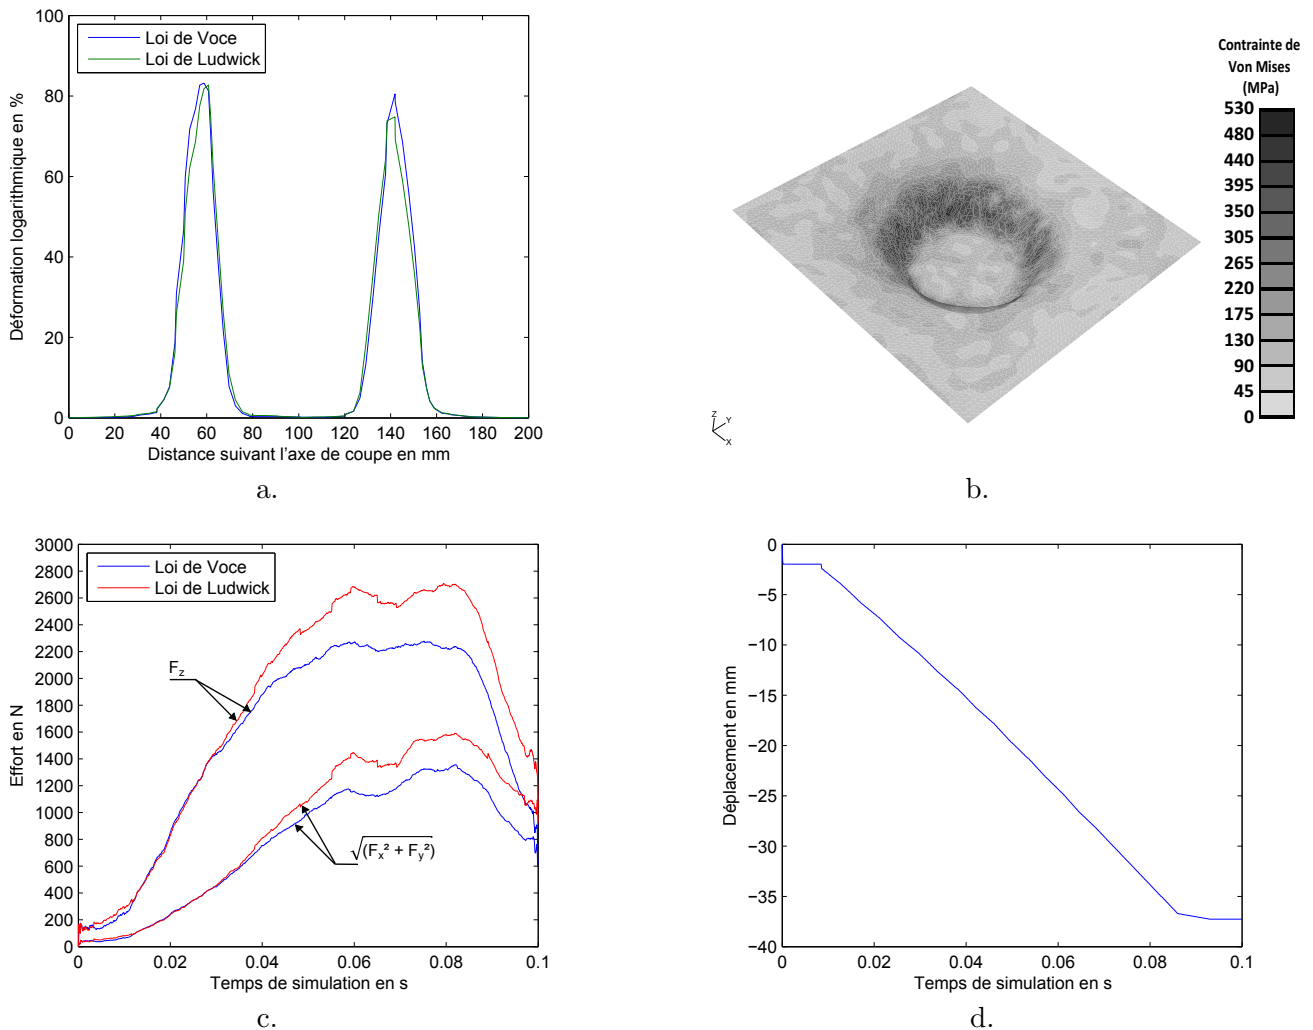 100
80
60
40
20
0
0 20 40 60 80 100 120 140 160 180 200
Déformation logarithmique en %
Distance suivant l'axe de coupe en mm
Loi de Voce
Loi de Ludwick
a.
Contrainte de
Von Mises
(MPa)
530
480
440
395
350
305
265
220
175
130
90
45
0
Z
Y
X
b.
3000
2800
2600
2400
2200
2000
1800
1600
1400
1200
1000
800
600
400
200
0
0 0.02 0.04 0.06 0.08 0.1
Effort en N
Temps de simulation en s
Loi de Voce
Loi de Ludwick
F_z
√(Fₓ² + F_y²)
c.
0
−5
−10
−15
−20
−25
−30
−35
−40
0 0.02 0.04 0.06 0.08 0.1
Déplacement en mm
Temps de simulation en s
d.